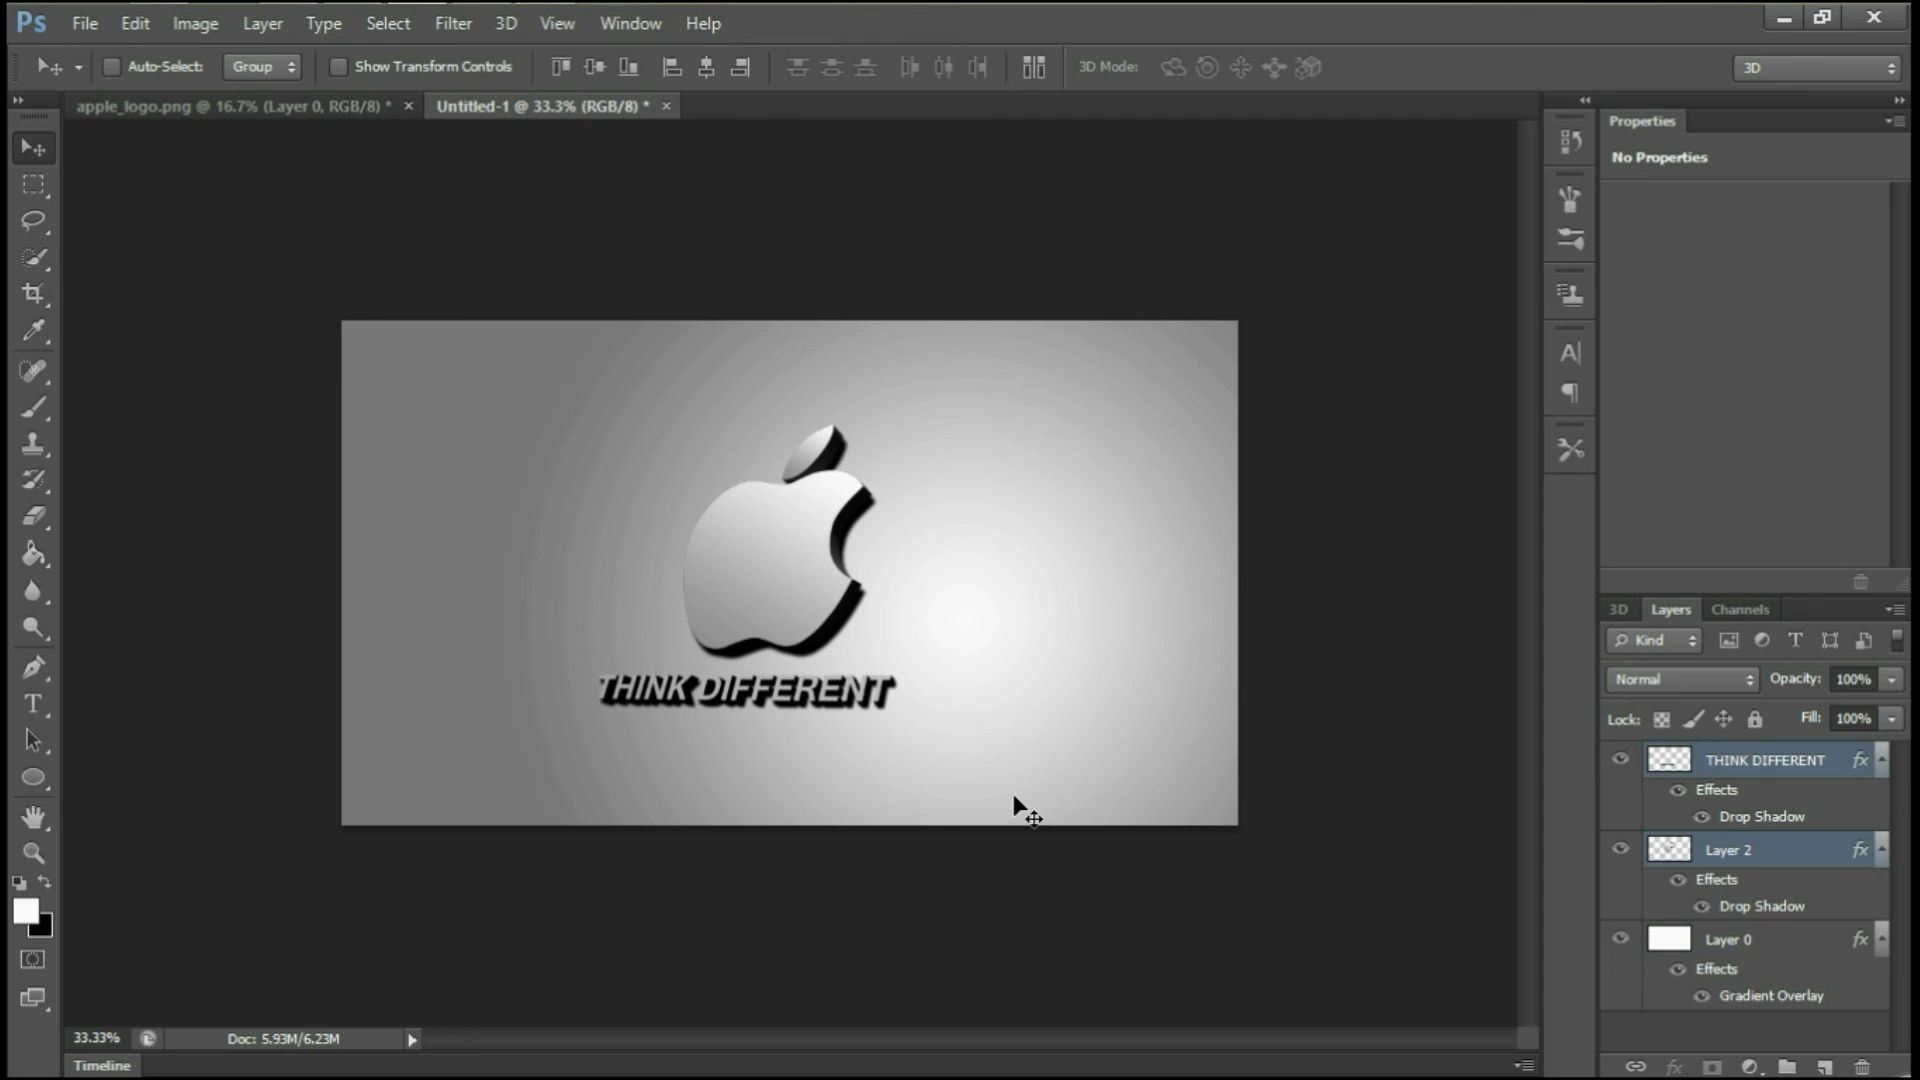 Ps File Edit Image Layer Type Select Filter 3D View Window Help
Auto-Select: Group Show Transform Controls 3D Mode: 3D
apple_logo.png @ 16.7% (Layer 0, RGB/8) * × Untitled-1 @ 33.3% (RGB/8) * ×
Properties
No Properties
THINK DIFFERENT
3D Layers Channels
Kind
Normal Opacity: 100%
Lock: Fill: 100%
THINK DIFFERENT fx
Effects
Drop Shadow
Layer 2 fx
Effects
Drop Shadow
Layer 0 fx
Effects
Gradient Overlay
33.33% Doc: 5.93M/6.23M
Timeline